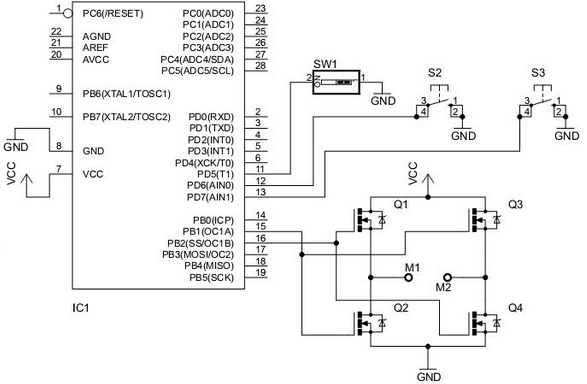 1 PC6(/RESET) PC0(ADC0) 23
PC1(ADC1) 24
22 AGND PC2(ADC2) 25
21 AREF PC3(ADC3) 26
20 AVCC PC4(ADC4/SDA) 27
PC5(ADC5/SCL) 28
SW1
2 N 1
GND
S2
3 1
4 2
GND
S3
3 1
4 2
GND
9 PB6(XTAL1/TOSC1)
10 PB7(XTAL2/TOSC2) PD0(RXD) 2
PD1(TXD) 3
PD2(INT0) 4
GND 8 GND PD3(INT1) 5
PD4(XCK/T0) 6
VCC 7 VCC PD5(T1) 11
PD6(AIN0) 12
PD7(AIN1) 13
PB0(ICP) 14
PB1(OC1A) 15
PB2(SS/OC1B) 16
PB3(MOSI/OC2) 17
PB4(MISO) 18
PB5(SCK) 19
IC1
VCC
Q1 Q3
M1 M2
Q2 Q4
GND